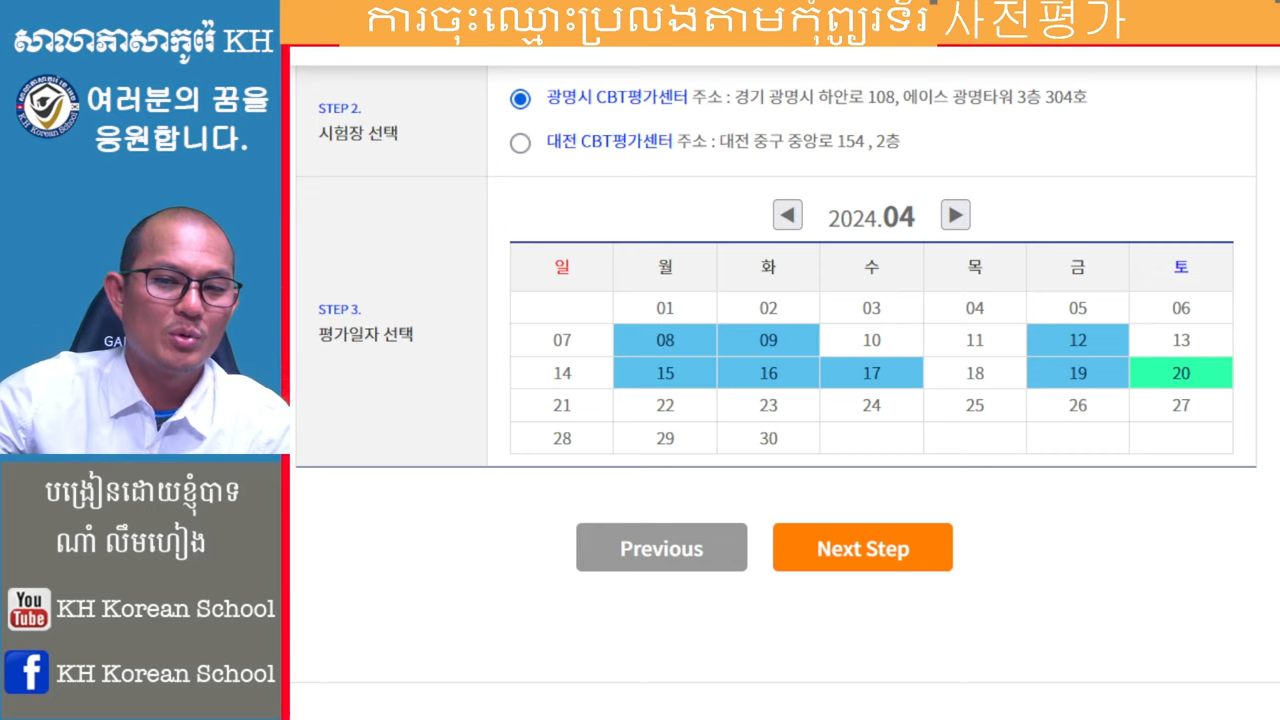 ការចុះឈ្មោះប្រលងតាមកុំព្យូរទ័រ 사전평가
សាលាភាសាកូរ៉េ KH
여러분의 꿈을
응원합니다.
STEP 2.
시험장 선택
광명시 CBT평가센터 주소 : 경기 광명시 하안로 108, 에이스 광명타워 3층 304호
대전 CBT평가센터 주소 : 대전 중구 중앙로 154 , 2층
STEP 3.
평가일자 선택
◀ 2024.04 ▶
일 월 화 수 목 금 토
01 02 03 04 05 06
07 08 09 10 11 12 13
14 15 16 17 18 19 20
21 22 23 24 25 26 27
28 29 30
Previous Next Step
បង្រៀនដោយខ្ញុំបាទ
ណាំ លឹមហៀង
You Tube KH Korean School
f KH Korean School